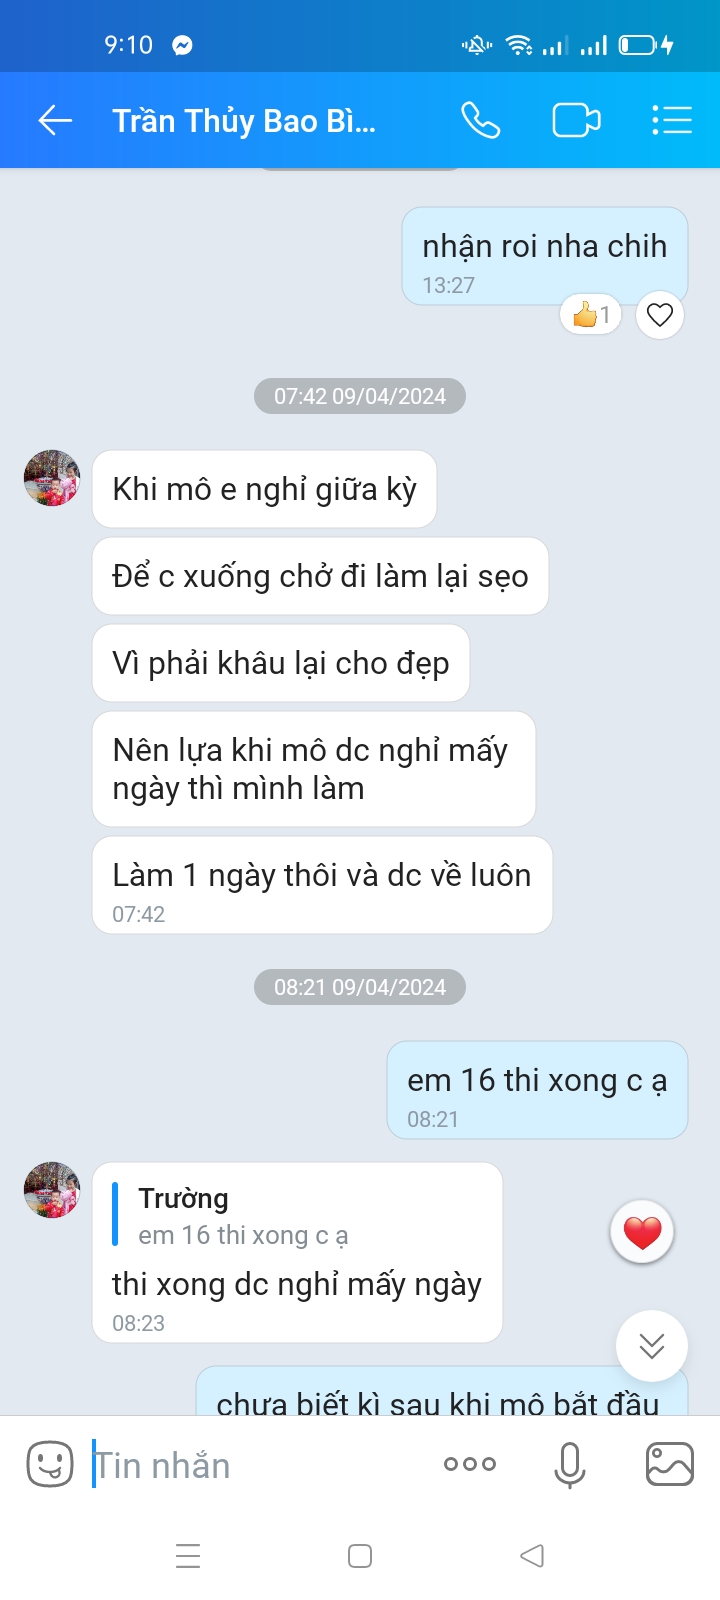 9:10
Trần Thủy Bao Bì...
nhận roi nha chih
13:27
1
07:42 09/04/2024
Khi mô e nghỉ giữa kỳ
Để c xuống chở đi làm lại sẹo
Vì phải khâu lại cho đẹp
Nên lựa khi mô dc nghỉ mấy
ngày thì mình làm
Làm 1 ngày thôi và dc về luôn
07:42
08:21 09/04/2024
em 16 thi xong c ạ
08:21
Trường
em 16 thi xong c ạ
thi xong dc nghỉ mấy ngày
08:23
chưa biết kì sau khi mô bắt đầu
Tin nhắn